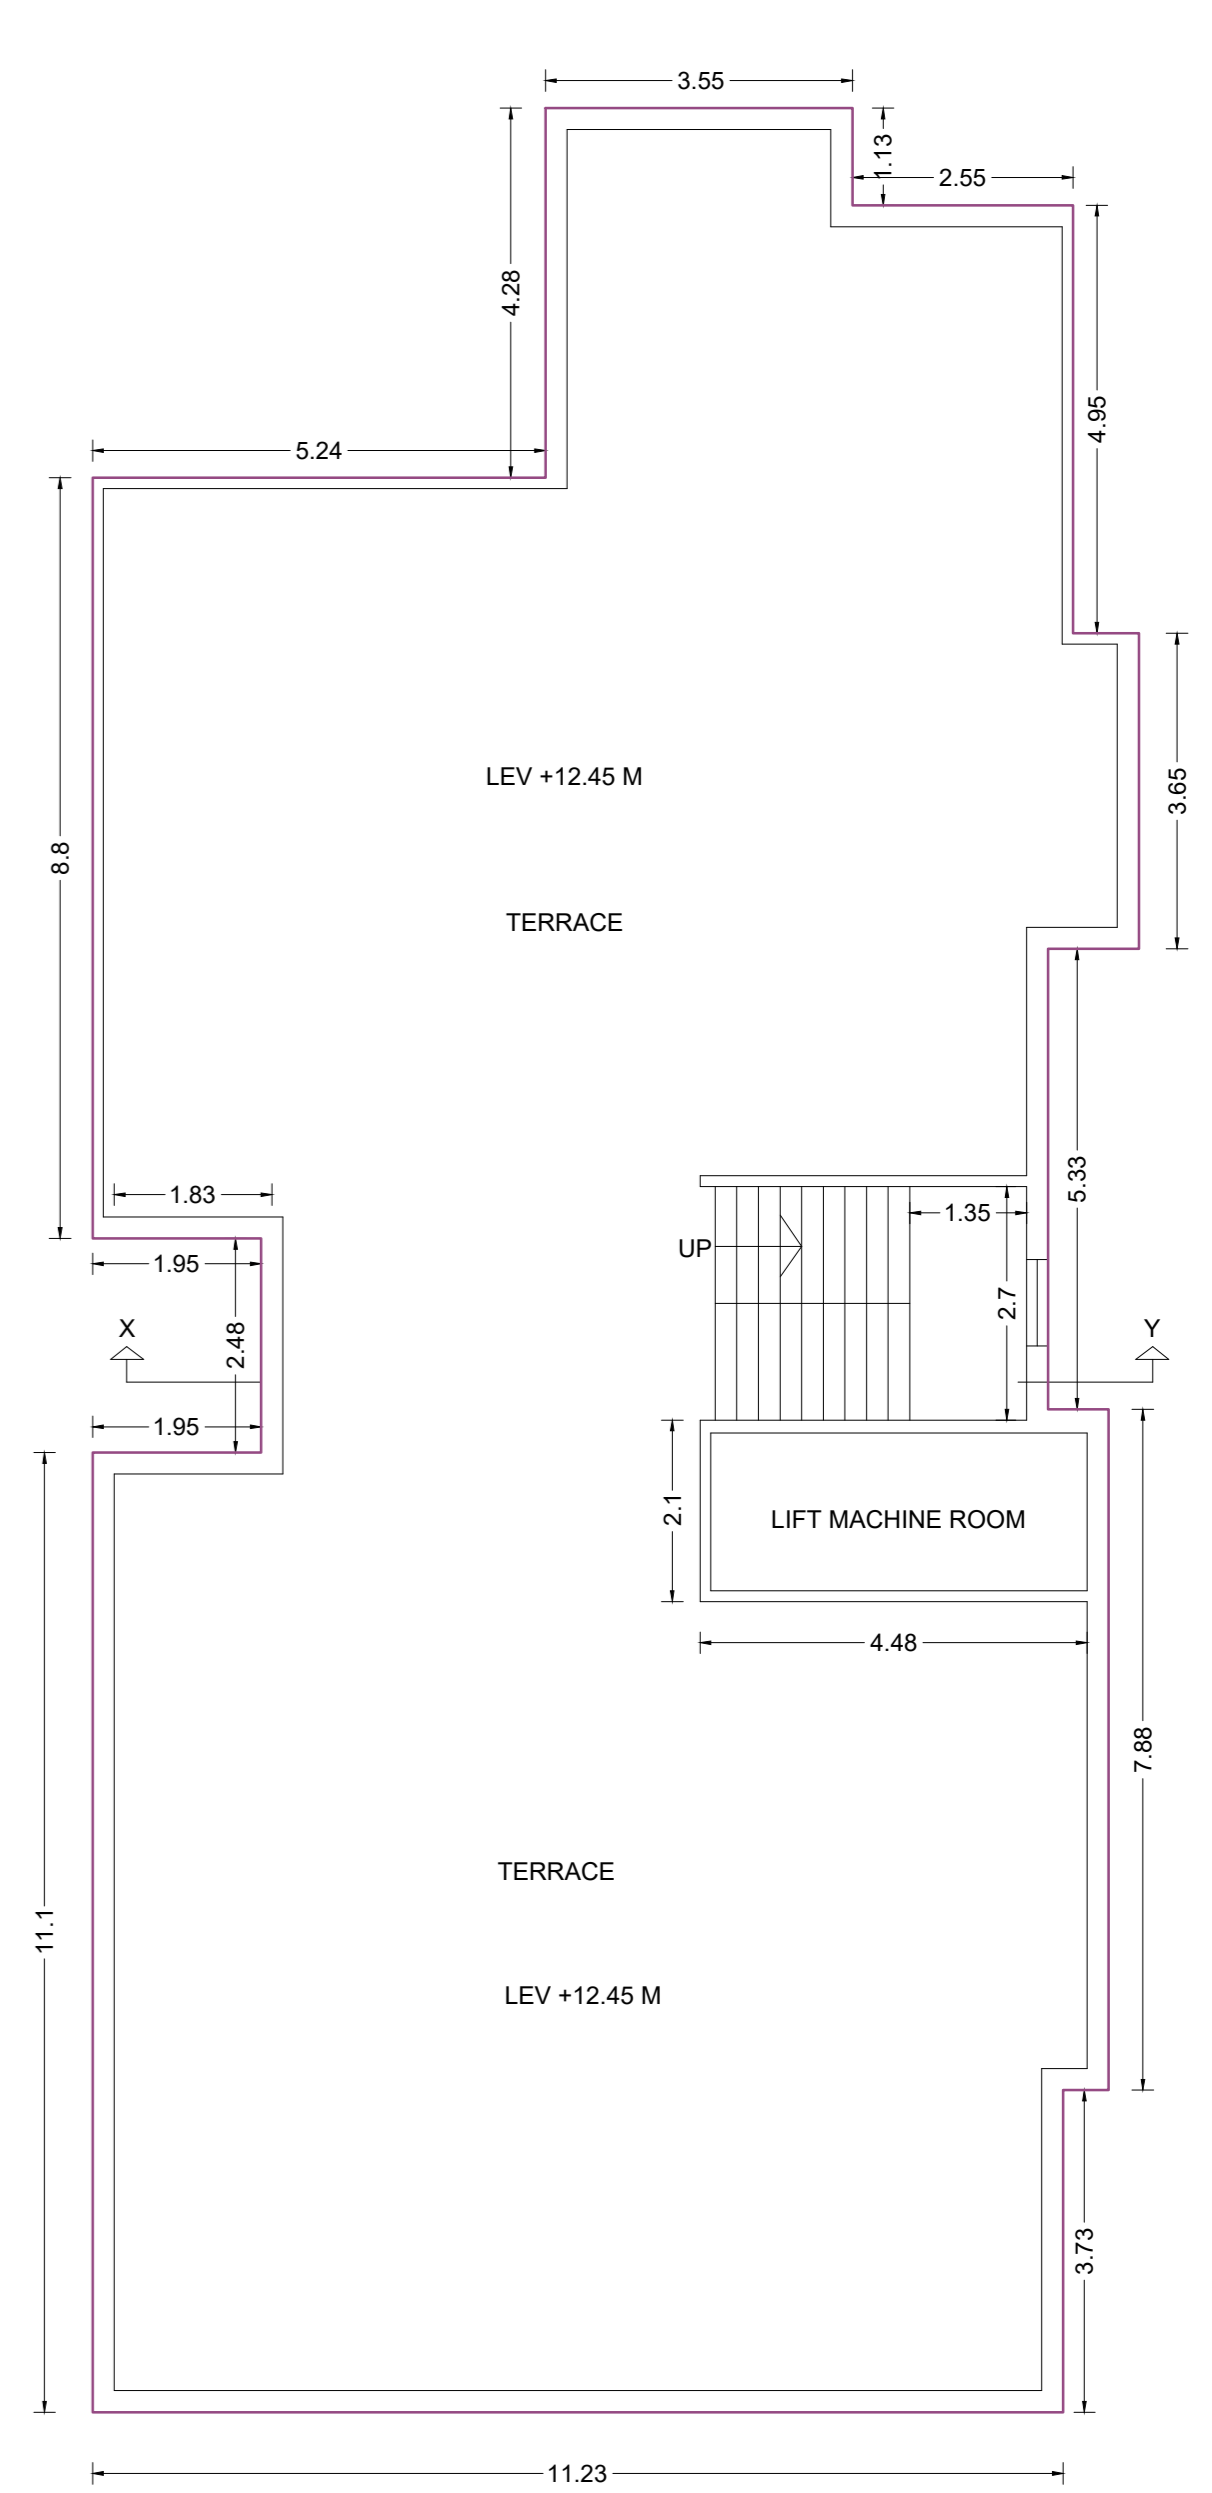 3.55
1.13
2.55
4.28
4.95
5.24
3.65
LEV +12.45 M
8.8
TERRACE
5.33
1.83
1.35
UP
1.95
2.7
X
2.48
Y
1.95
2.1
LIFT MACHINE ROOM
4.48
7.88
TERRACE
11.1
LEV +12.45 M
3.73
11.23